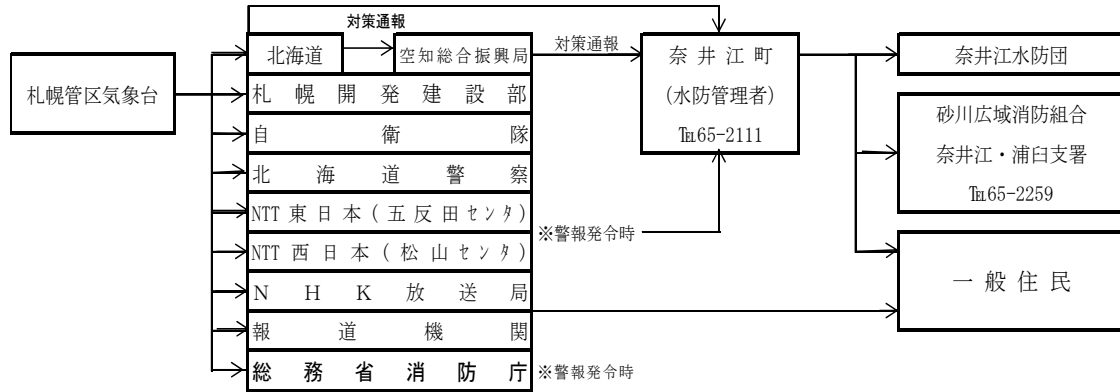 対策通報
北海道
空知総合振興局
対策通報
奈井江町
(水防管理者)
℡65-2111
奈井江水防団
札幌管区気象台
札幌開発建設部
砂川広域消防組合
奈井江・浦臼支署
℡65-2259
自衛隊
北海道警察
NTT東日本(五反田センタ)
※警報発令時
NTT西日本(松山センタ)
NHK放送局
一般住民
報道機関
総務省消防庁
※警報発令時